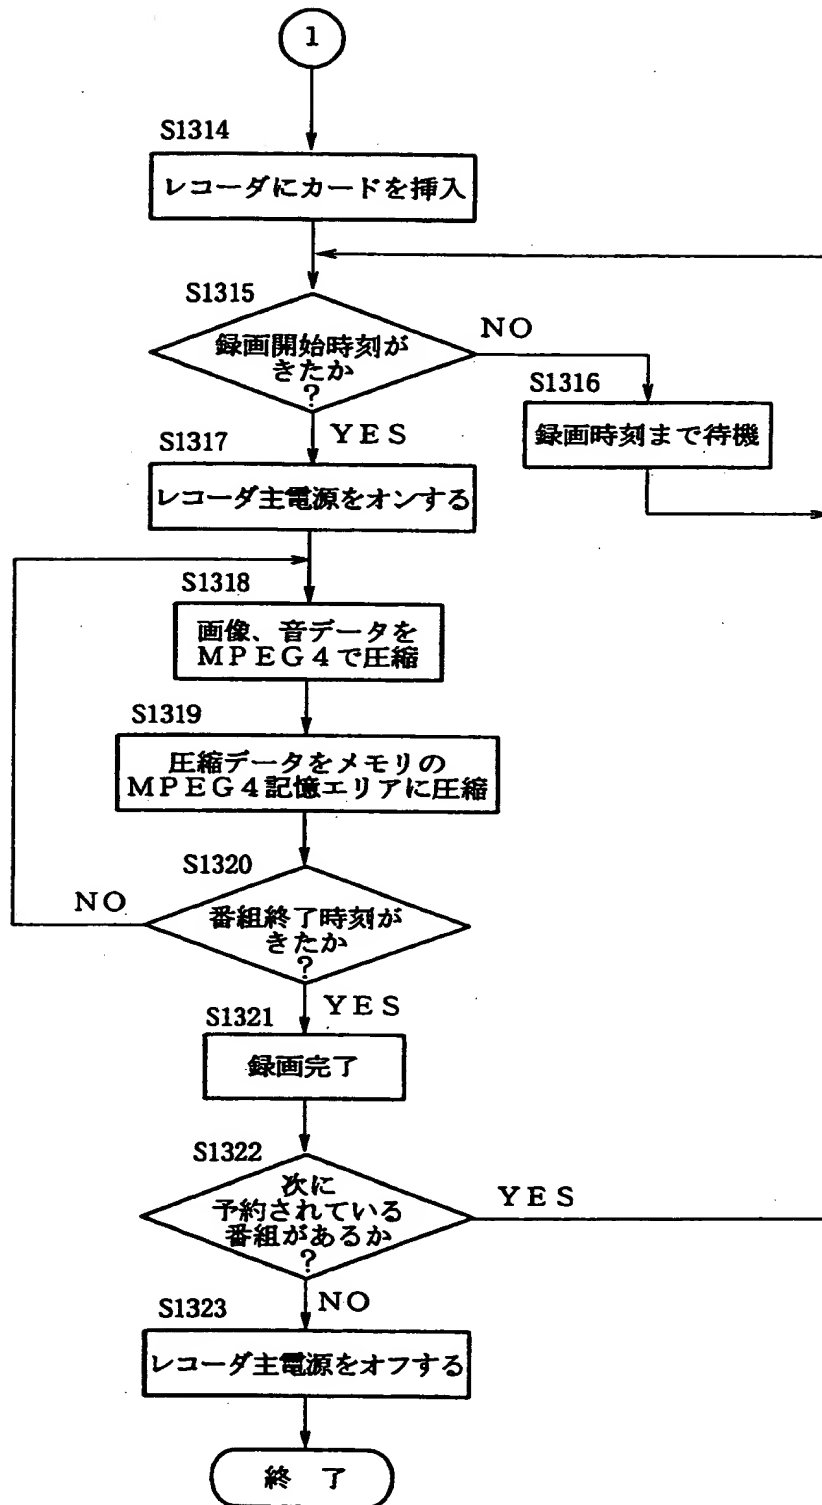 1
S1314
レコーダにカードを挿入
S1315
録画開始時刻が
きたか
?
NO
S1316
録画時刻まで待機
YES
S1317
レコーダ主電源をオンする
S1318
画像、音データを
MPEG4で圧縮
S1319
圧縮データをメモリの
MPEG4記憶エリアに圧縮
S1320
NO
番組終了時刻が
きたか
?
YES
S1321
録画完了
S1322
次に
予約されている
番組があるか
?
YES
NO
S1323
レコーダ主電源をオフする
終 了